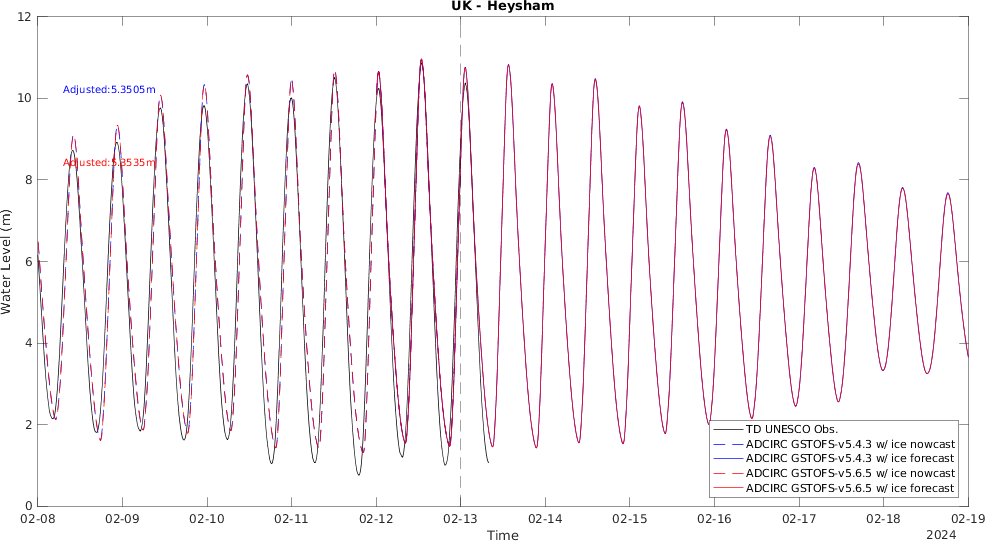 UK - Heysham
12
10
8
6
4
2
0
Water Level (m)
Adjusted:5.3505m
Adjusted:5.3535m
TD UNESCO Obs.
ADCIRC GSTOFS-v5.4.3 w/ ice nowcast
ADCIRC GSTOFS-v5.4.3 w/ ice forecast
ADCIRC GSTOFS-v5.6.5 w/ ice nowcast
ADCIRC GSTOFS-v5.6.5 w/ ice forecast
02-08 02-09 02-10 02-11 02-12 02-13 02-14 02-15 02-16 02-17 02-18 02-19
Time
2024